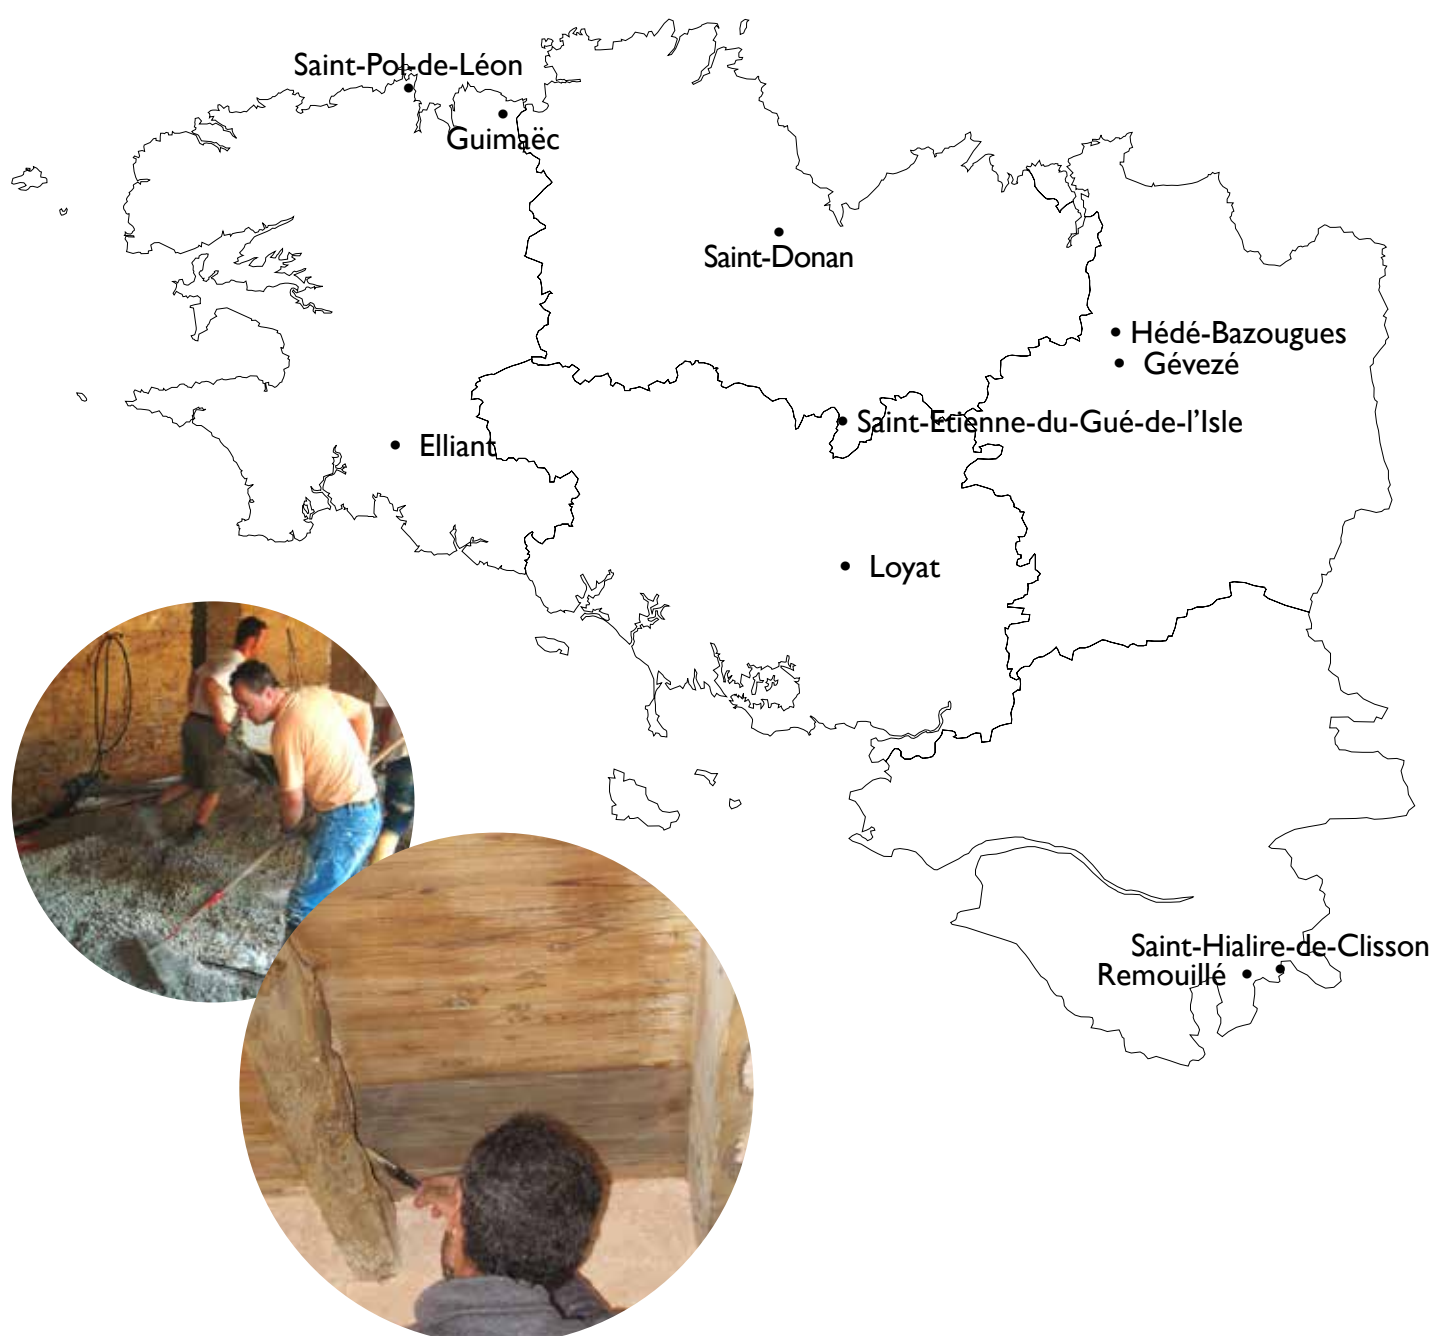 Saint-Pol-de-Léon
Guimaëc
Saint-Donan
Hédé-Bazougues
Gévezé
Saint-Etienne-du-Gué-de-l'Isle
Elliant
Loyat
Saint-Hialire-de-Clisson
Remouillé